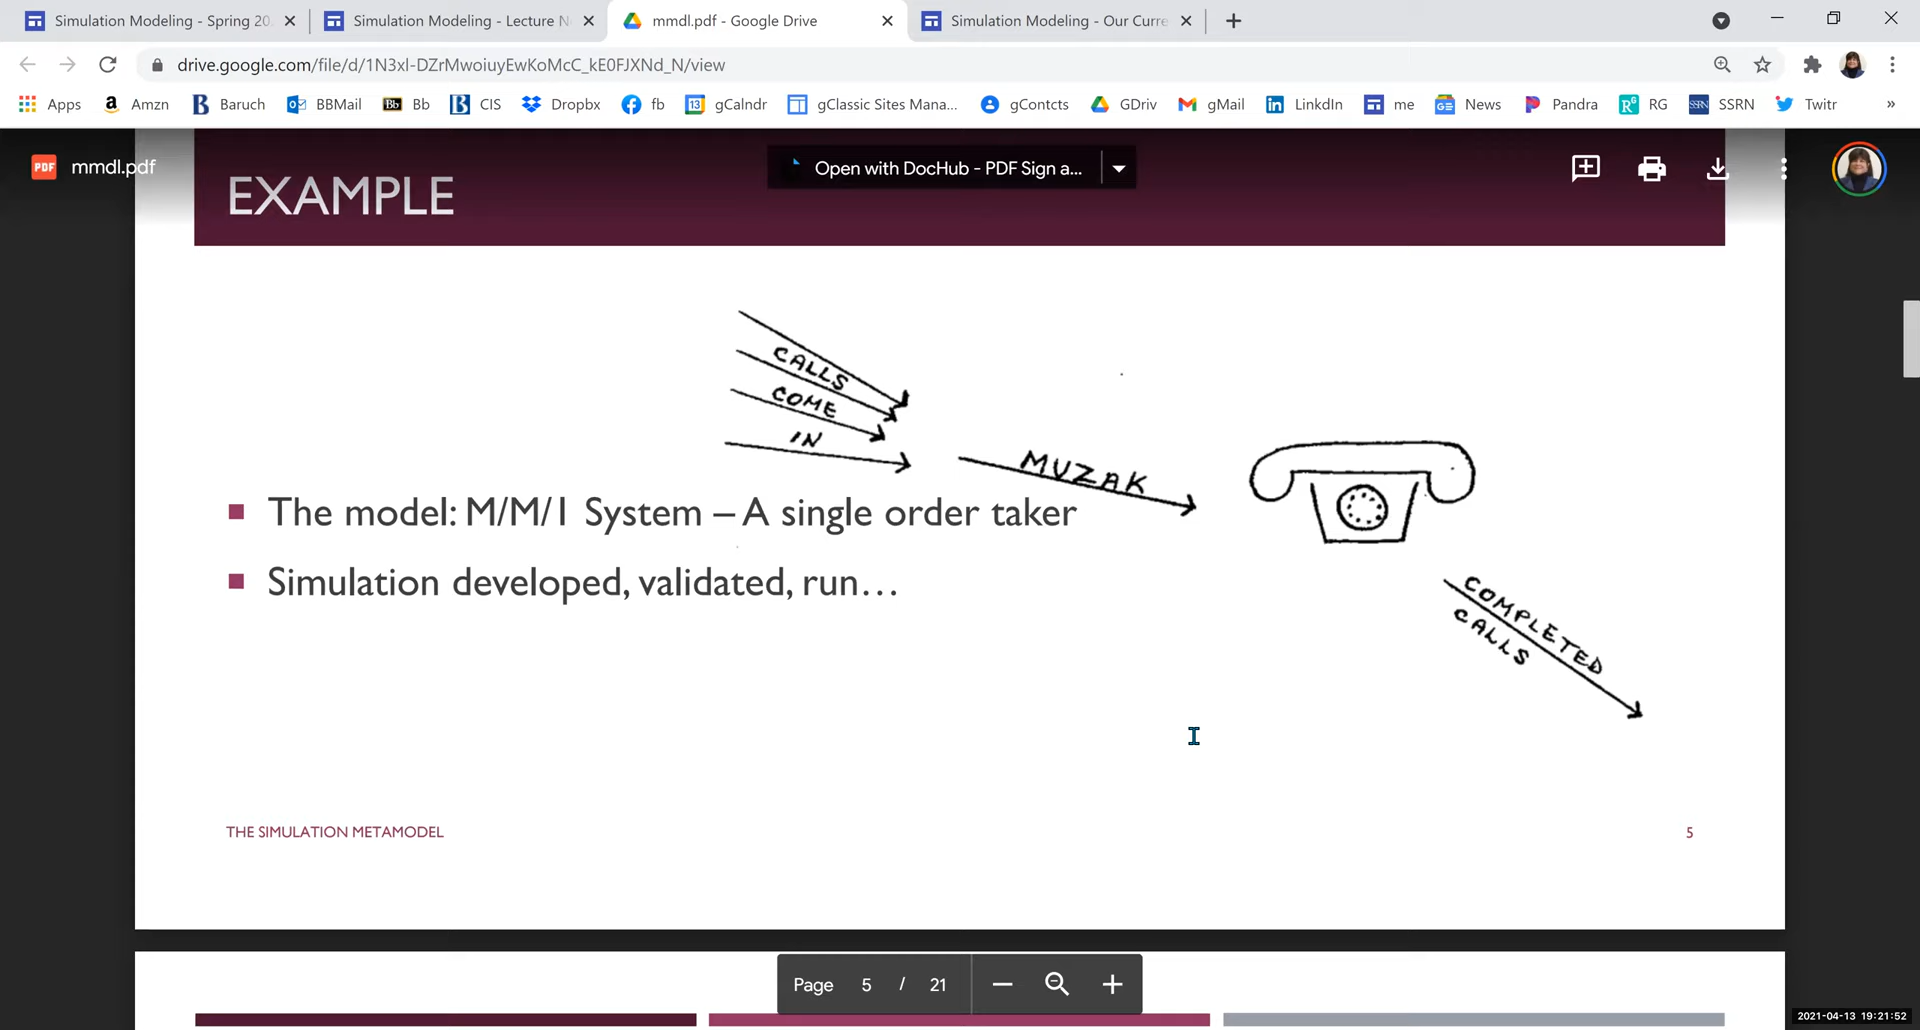 Simulation Modeling - Spring 20
Simulation Modeling - Lecture N
mmdl.pdf - Google Drive
Simulation Modeling - Our Curre
drive.google.com/file/d/1N3xl-DZrMwoiuyEwKoMcC_kE0FJXNd_N/view
Apps
Amzn
Baruch
BBMail
Bb
CIS
Dropbx
fb
gCalndr
gClassic Sites Mana...
gContcts
GDriv
gMail
LinkdIn
me
News
Pandra
RG
SSRN
Twitr
»
PDF mmdl.pdf
Open with DocHub - PDF Sign a...
EXAMPLE
CALLS
COME
IN
MUZAK
The model: M/M/1 System – A single order taker
Simulation developed, validated, run...
COMPLETED
CALLS
THE SIMULATION METAMODEL
5
Page 5 / 21
2021-04-13 19:21:52